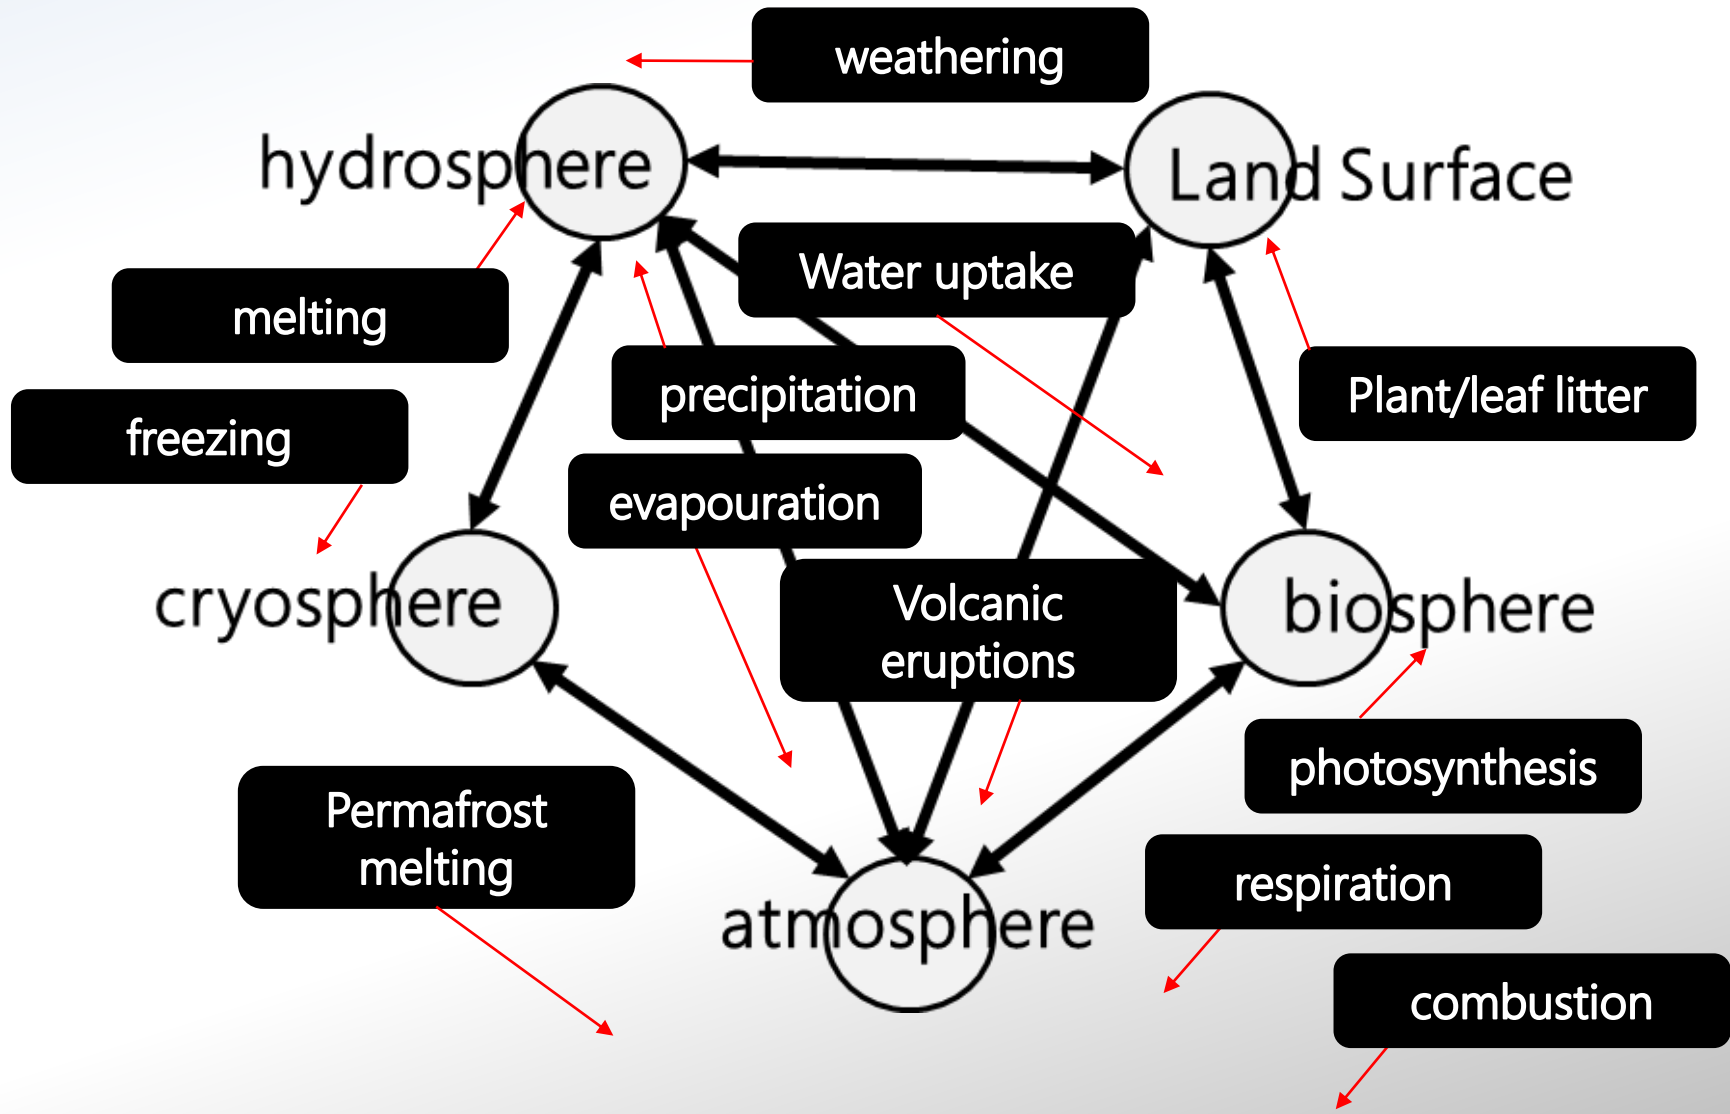 weathering
hydrosphere
Land Surface
Water uptake
melting
precipitation
Plant/leaf litter
freezing
evapouration
Volcanic
eruptions
cryosphere
biosphere
photosynthesis
Permafrost
melting
respiration
atmosphere
combustion